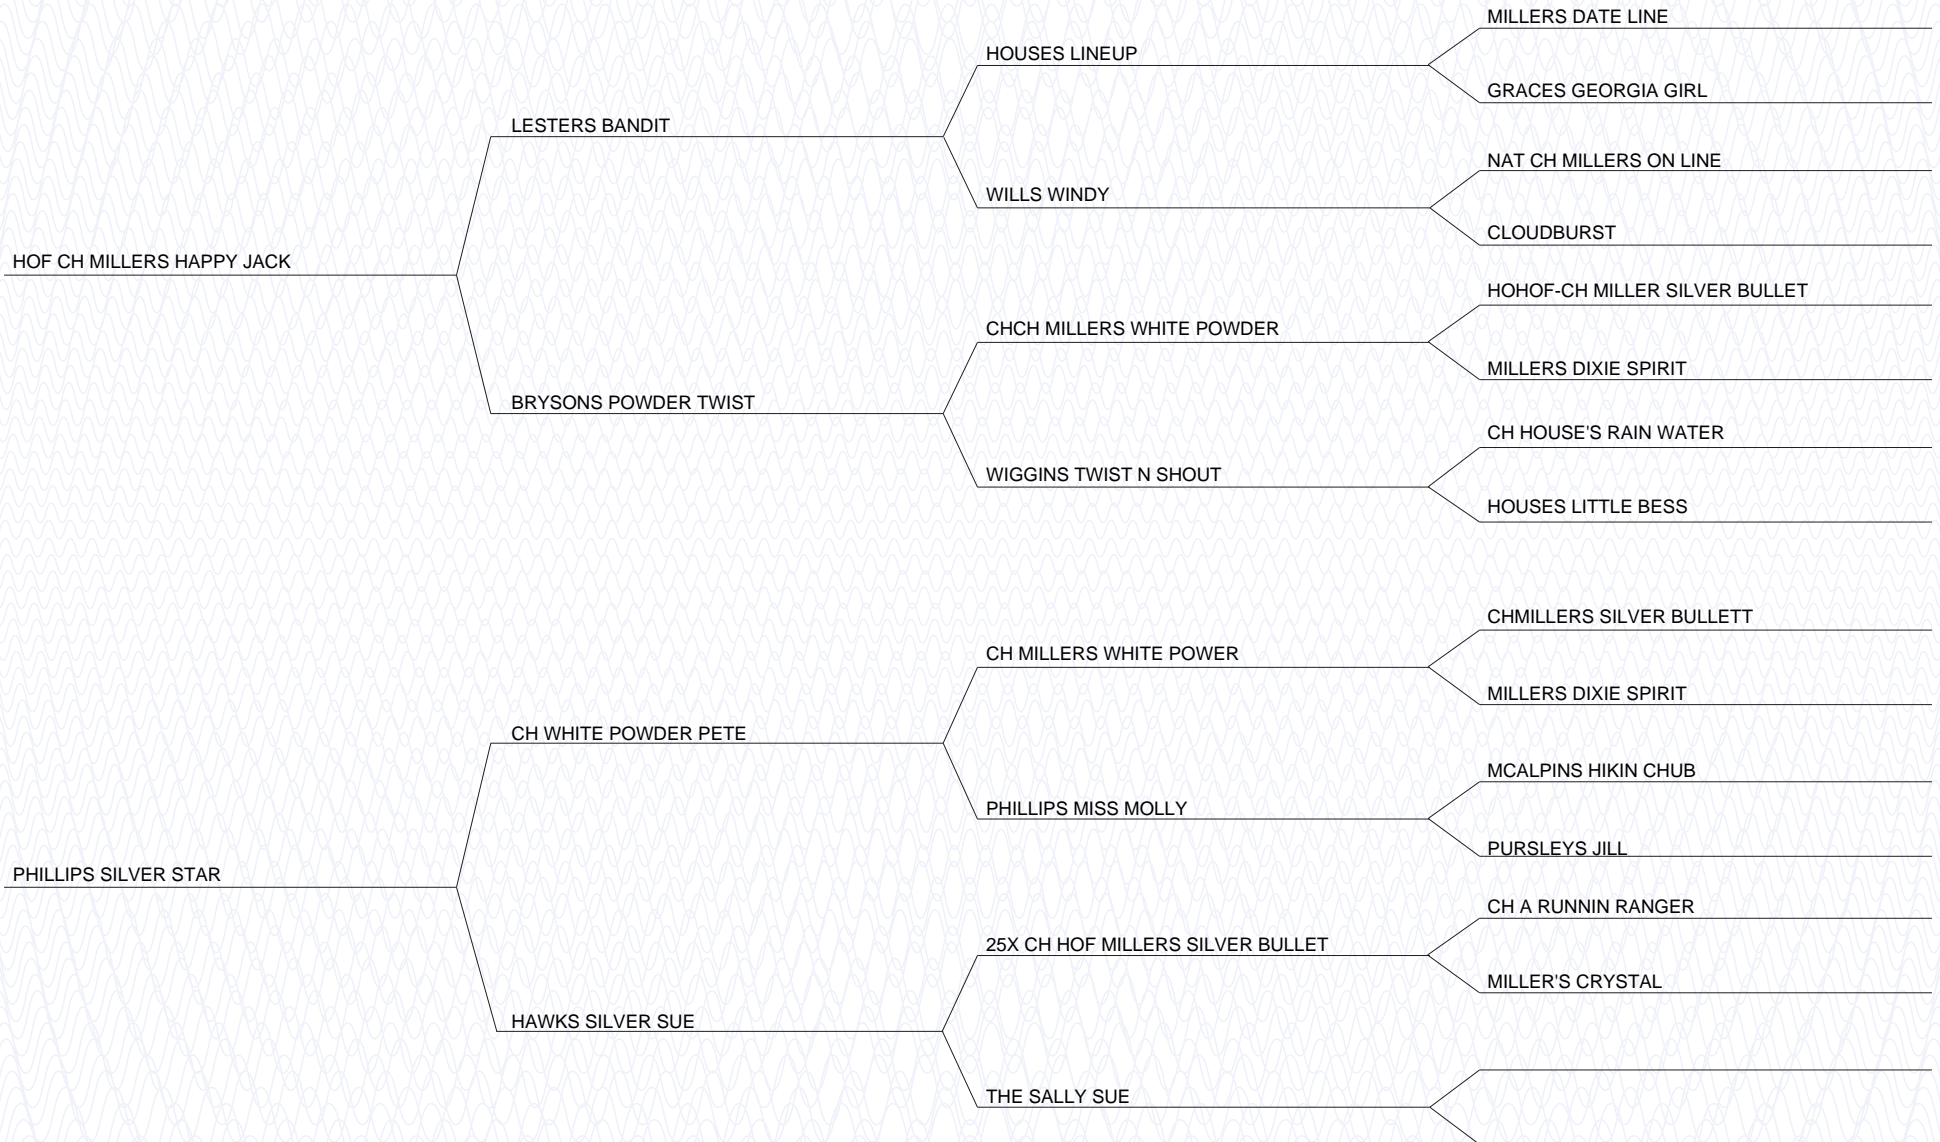 MILLERS DATE LINE
HOUSES LINEUP
GRACES GEORGIA GIRL
LESTERS BANDIT
NAT CH MILLERS ON LINE
WILLS WINDY
CLOUDBURST
HOF CH MILLERS HAPPY JACK
HOHOF-CH MILLER SILVER BULLET
CHCH MILLERS WHITE POWDER
MILLERS DIXIE SPIRIT
BRYSONS POWDER TWIST
CH HOUSE'S RAIN WATER
WIGGINS TWIST N SHOUT
HOUSES LITTLE BESS
CHMILLERS SILVER BULLETT
CH MILLERS WHITE POWER
MILLERS DIXIE SPIRIT
CH WHITE POWDER PETE
MCALPINS HIKIN CHUB
PHILLIPS MISS MOLLY
PURSLEYS JILL
PHILLIPS SILVER STAR
CH A RUNNIN RANGER
25X CH HOF MILLERS SILVER BULLET
MILLER'S CRYSTAL
HAWKS SILVER SUE
THE SALLY SUE